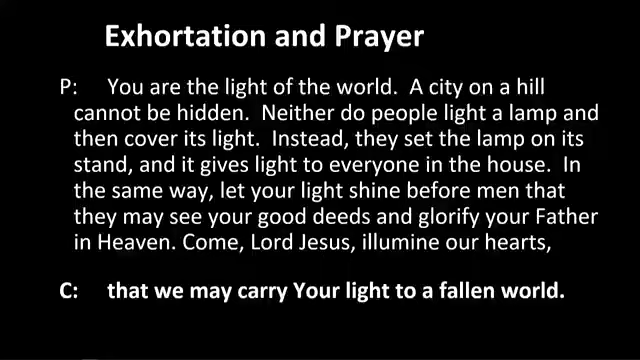 Exhortation and Prayer
P: You are the light of the world. A city on a hill
cannot be hidden. Neither do people light a lamp and
then cover its light. Instead, they set the lamp on its
stand, and it gives light to everyone in the house. In
the same way, let your light shine before men that
they may see your good deeds and glorify your Father
in Heaven. Come, Lord Jesus, illumine our hearts,
C: that we may carry Your light to a fallen world.